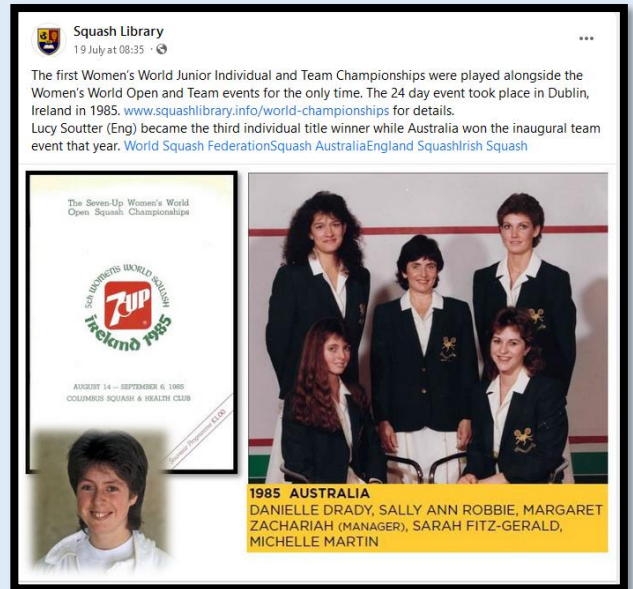 Squash Library
19 July at 08:35 ·
The first Women's World Junior Individual and Team Championships were played alongside the
Women's World Open and Team events for the only time. The 24 day event took place in Dublin,
Ireland in 1985. www.squashlibrary.info/world-championships for details.
Lucy Soutter (Eng) became the third individual title winner while Australia won the inaugural team
event that year. World Squash FederationSquash AustraliaEngland SquashIrish Squash
The Seven-Up Women's World
Open Squash Championships
5th WOMEN'S WORLD SQUASH
7UP
IRELAND 1985
AUGUST 14 — SEPTEMBER 6, 1985
COLUMBUS SQUASH & HEALTH CLUB
Souvenir Programme £1.00
1985 AUSTRALIA
DANIELLE DRADY, SALLY ANN ROBBIE, MARGARET
ZACHARIAH (MANAGER), SARAH FITZ-GERALD,
MICHELLE MARTIN